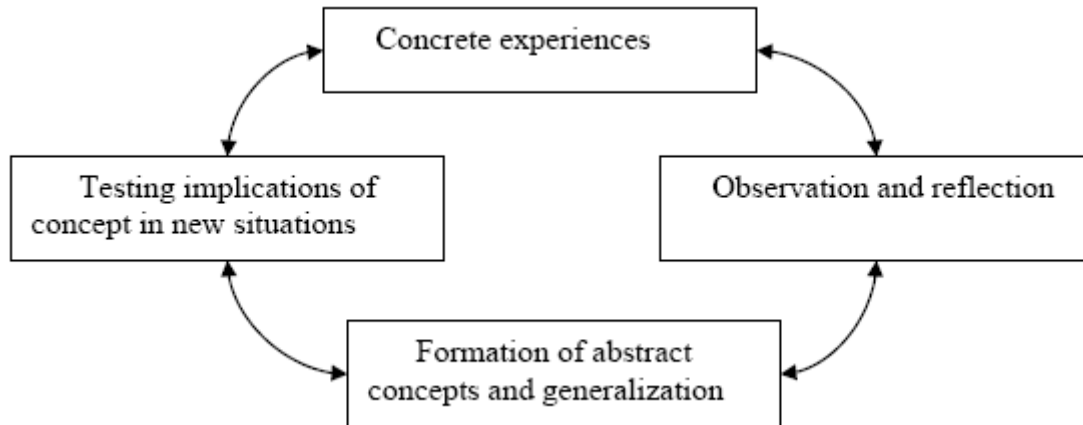 Concrete experiences
Testing implications of
concept in new situations
Observation and reflection
Formation of abstract
concepts and generalization